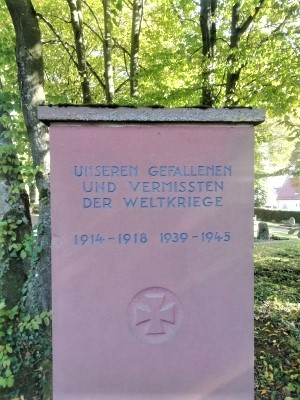 UNSEREN GEFALLENEN
UND VERMISSTEN
DER WELTKRIEGE
1914-1918 1939-1945